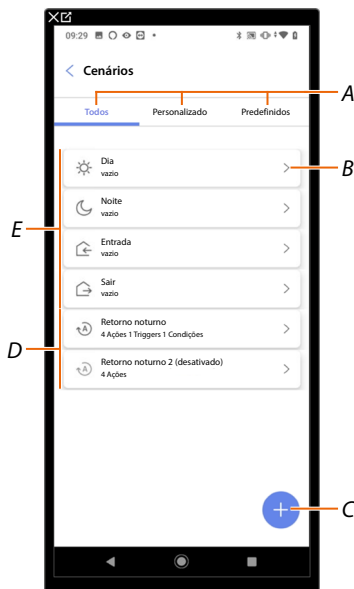 09:29
Cenários
A
Todos Personalizado Predefinidos
Dia
vazio
B
Noite
vazio
E
Entrada
vazio
Sair
vazio
Retorno noturno
4 Ações 1 Triggers 1 Condições
D
Retorno noturno 2 (desativado)
4 Ações
C